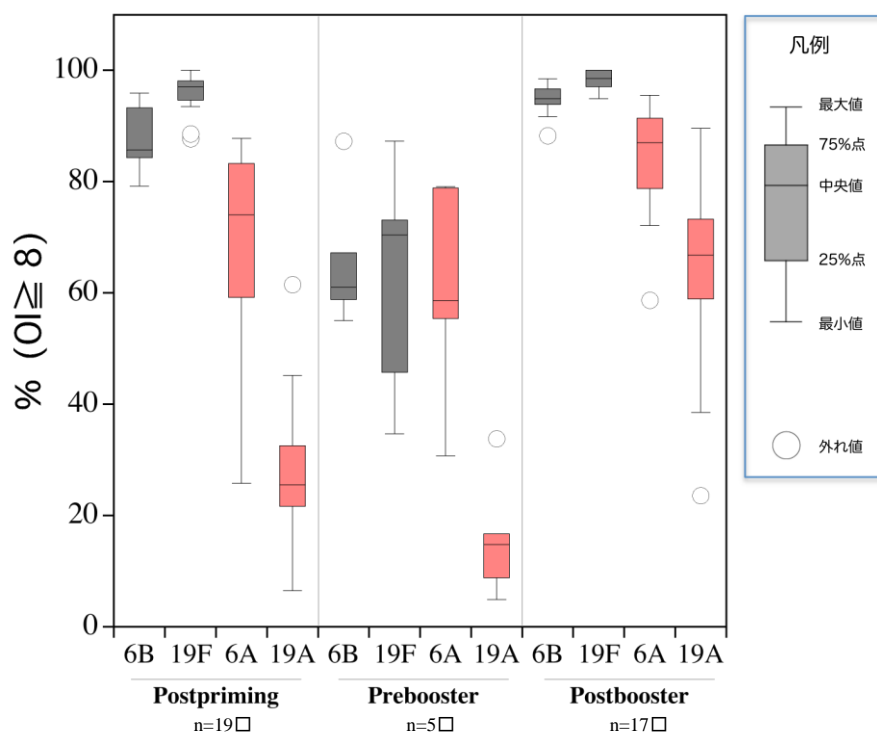 % (OI≧ 8)
100
80
60
40
20
0
6B 19F 6A 19A 6B 19F 6A 19A 6B 19F 6A 19A
Postpriming Prebooster Postbooster
n=19□ n=5□ n=17□
凡例
最大値
75%点
中央値
25%点
最小値
外れ値